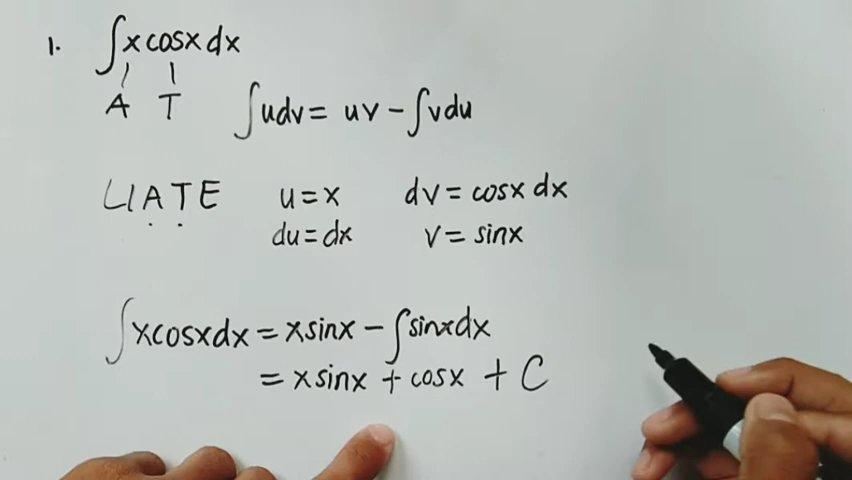 1. ∫x cosx dx
A T ∫udv = uv - ∫vdu
LIATE u = x dv = cosx dx
du = dx v = sinx
∫xcosxdx = xsinx - ∫sinxdx
= xsinx + cosx + C